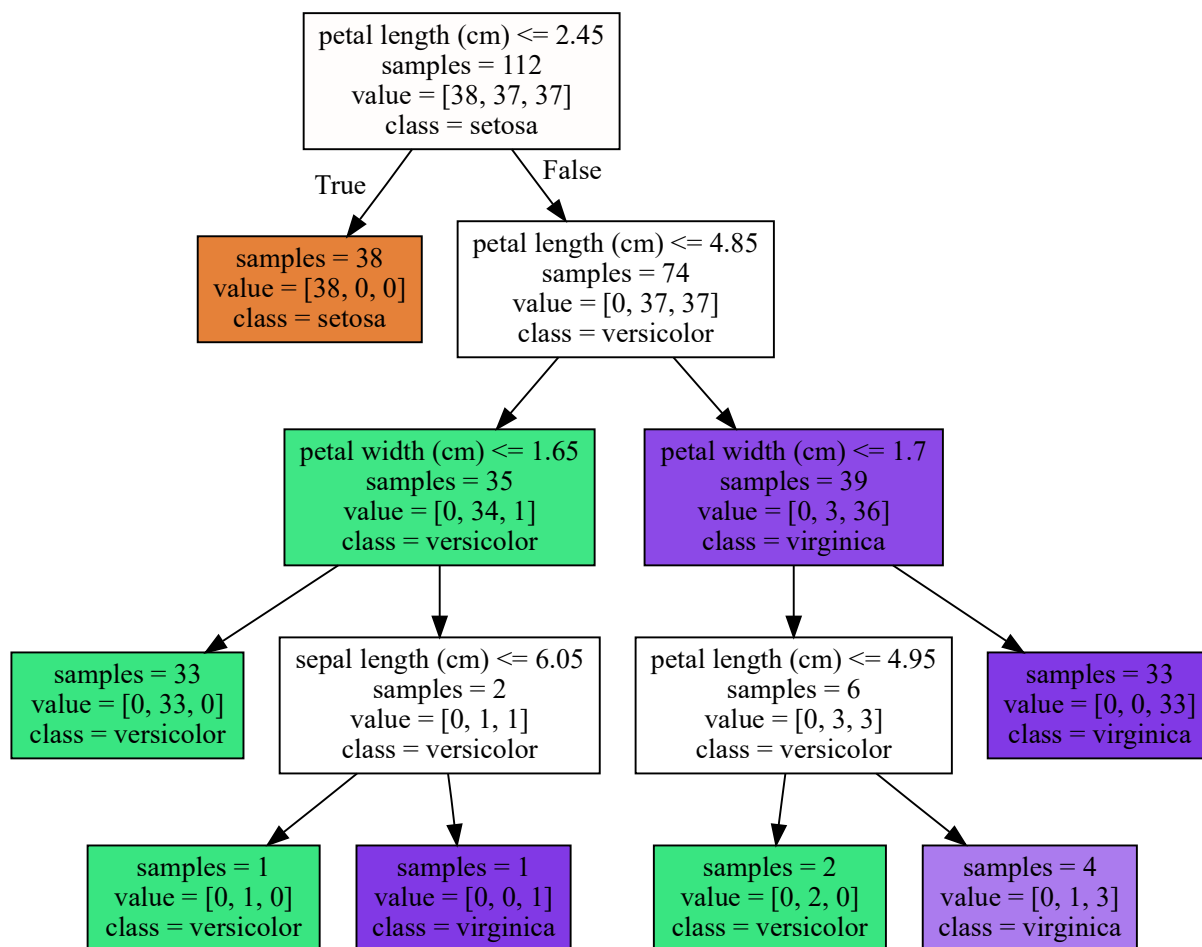 petal length (cm) <= 2.45
samples = 112
value = [38, 37, 37]
class = setosa
True
False
samples = 38
value = [38, 0, 0]
class = setosa
petal length (cm) <= 4.85
samples = 74
value = [0, 37, 37]
class = versicolor
petal width (cm) <= 1.65
samples = 35
value = [0, 34, 1]
class = versicolor
petal width (cm) <= 1.7
samples = 39
value = [0, 3, 36]
class = virginica
samples = 33
value = [0, 33, 0]
class = versicolor
sepal length (cm) <= 6.05
samples = 2
value = [0, 1, 1]
class = versicolor
petal length (cm) <= 4.95
samples = 6
value = [0, 3, 3]
class = versicolor
samples = 33
value = [0, 0, 33]
class = virginica
samples = 1
value = [0, 1, 0]
class = versicolor
samples = 1
value = [0, 0, 1]
class = virginica
samples = 2
value = [0, 2, 0]
class = versicolor
samples = 4
value = [0, 1, 3]
class = virginica